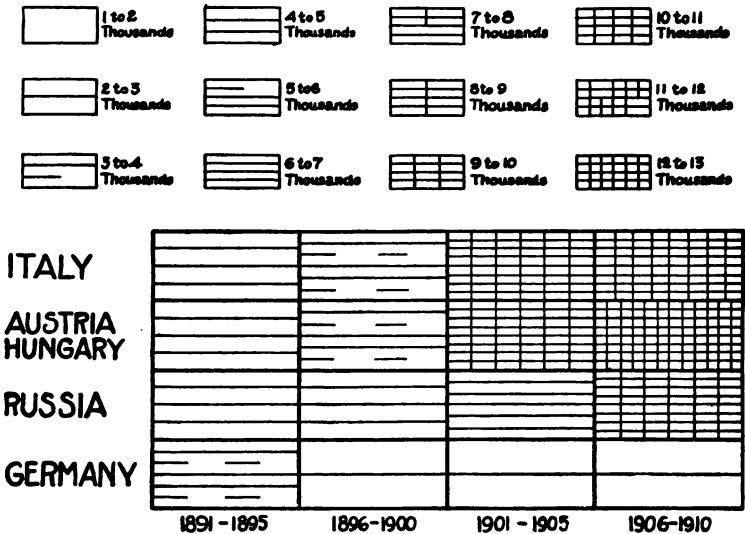 1 to 2 Thousands
4 to 5 Thousands
7 to 8 Thousands
10 to 11 Thousands
2 to 3 Thousands
5 to 6 Thousands
8 to 9 Thousands
11 to 12 Thousands
3 to 4 Thousands
6 to 7 Thousands
9 to 10 Thousands
12 to 13 Thousands
ITALY
AUSTRIA
HUNGARY
RUSSIA
GERMANY
1891-1895 1896-1900 1901-1905 1906-1910